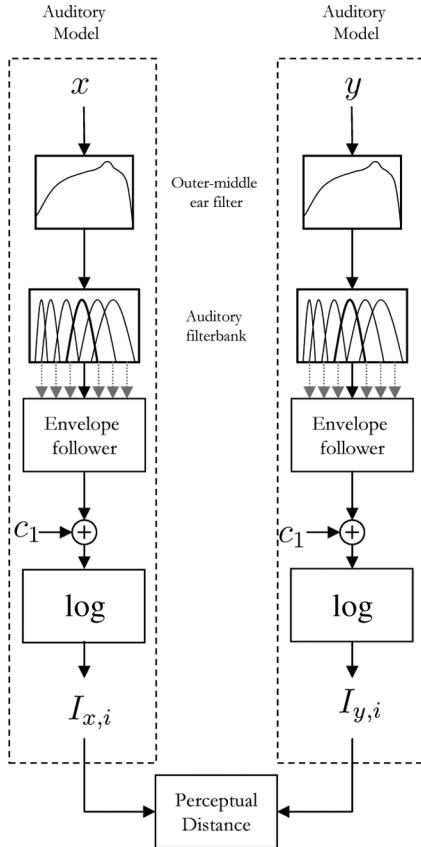 Auditory
Model
Auditory
Model
x
y
Outer-middle
ear filter
Auditory
filterbank
Envelope
follower
Envelope
follower
c₁
+
c₁
+
log
log
Iₓ,ᵢ
I_{y,i}
Perceptual
Distance